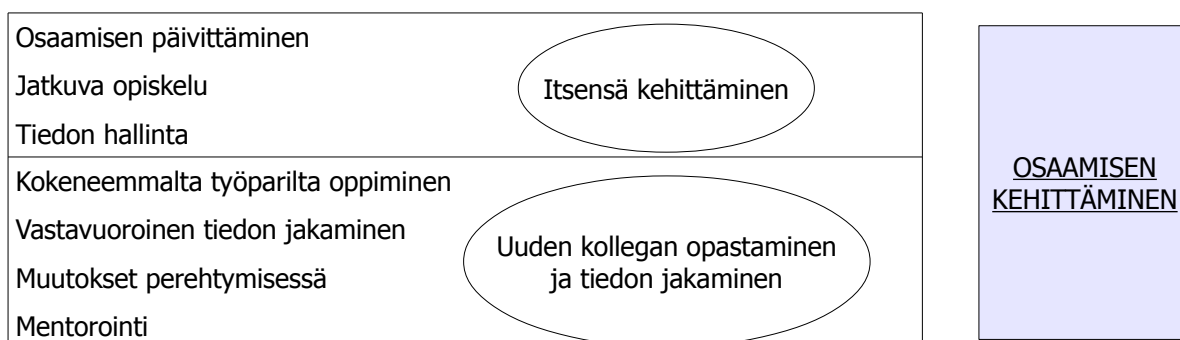 Osaamisen päivittäminen
Jatkuva opiskelu
Tiedon hallinta
Itsensä kehittäminen
Kokeneemmalta työparilta oppiminen
Vastavuoroinen tiedon jakaminen
Muutokset perehtymisessä
Mentorointi
Uuden kollegan opastaminen
ja tiedon jakaminen
OSAAMISEN
KEHITTÄMINEN